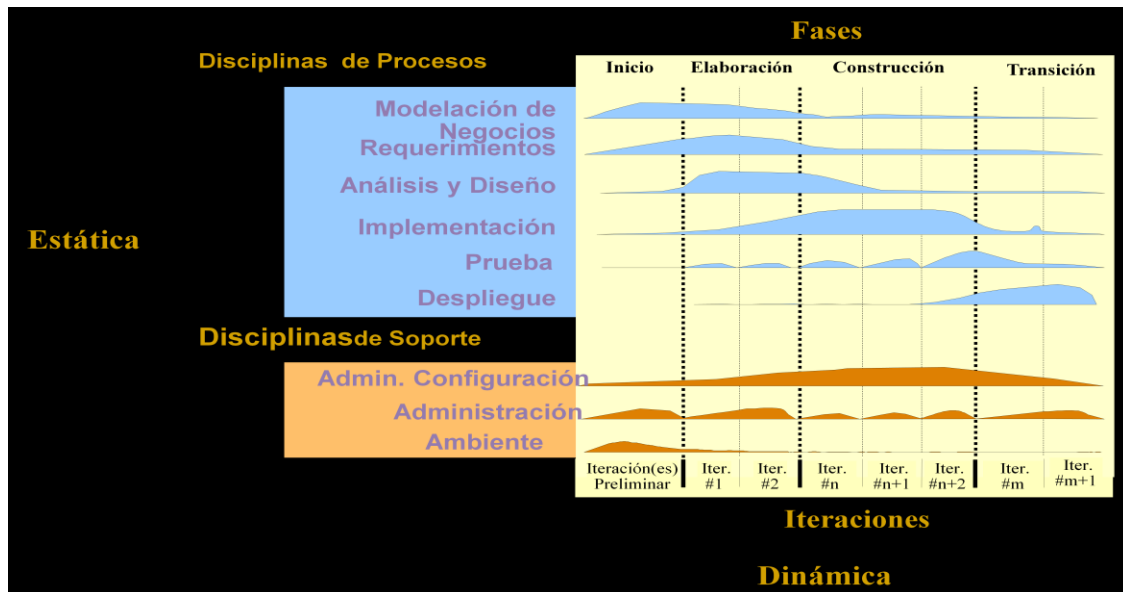 Fases
Disciplinas de Procesos
Inicio Elaboración Construcción Transición
Modelación de
Negocios
Requerimientos
Análisis y Diseño
Implementación
Estática
Prueba
Despliegue
Disciplinas de Soporte
Admin. Configuración
Administración
Ambiente
Iteración(es) Iter. Iter. Iter. Iter. Iter. Iter. Iter.
Preliminar #1 #2 #n #n+1 #n+2 #m #m+1
Iteraciones
Dinámica